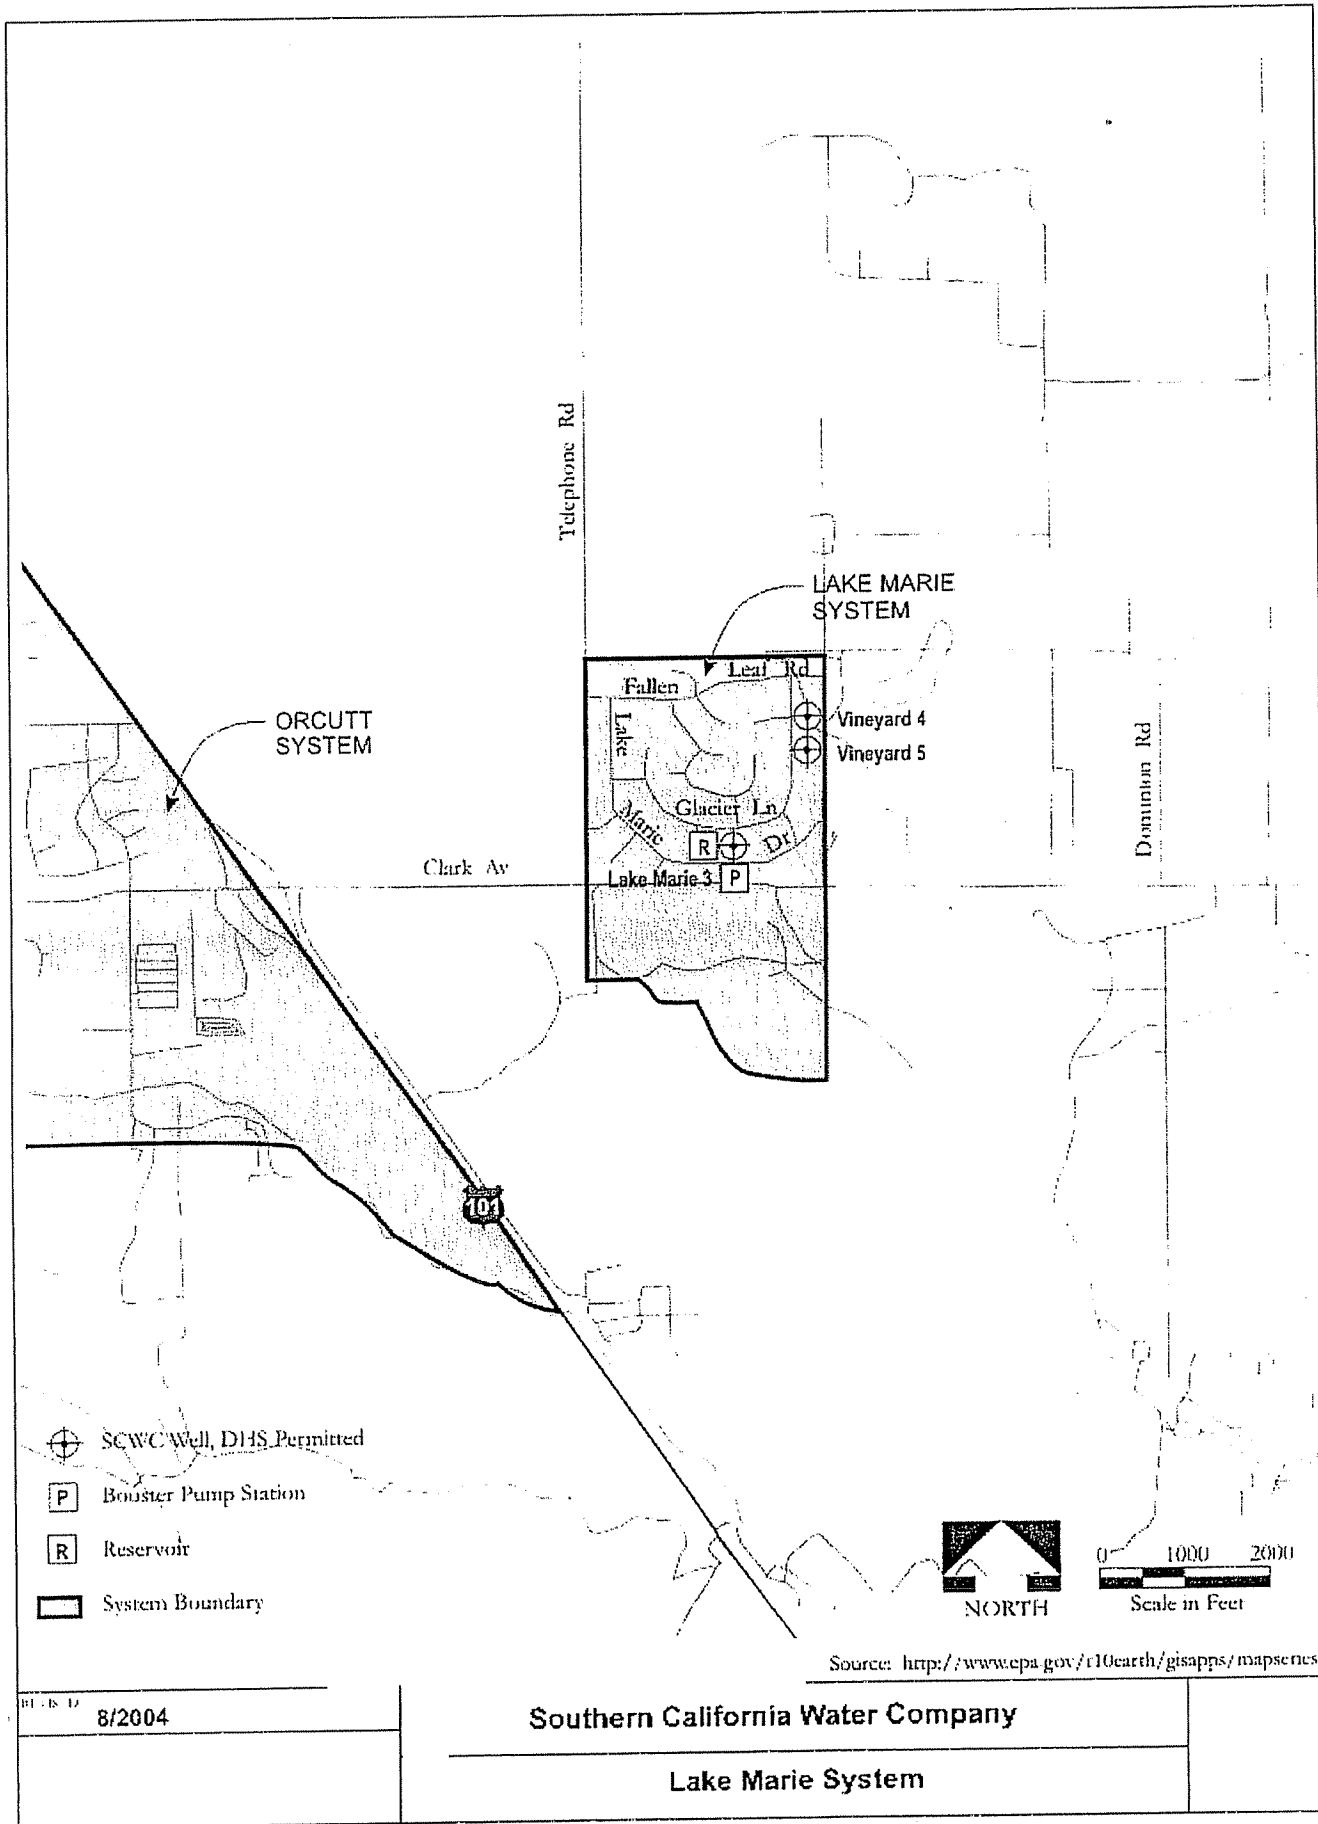 Telephone Rd
LAKE MARIE
SYSTEM
Leaf Rd
Fallen
Lake
Vineyard 4
Vineyard 5
ORCUTT
SYSTEM
Dominion Rd
Glacier Ln
Marie
Dr
R
Clark Av
Lake Marie 3
P
101
SCWC Well, DHS Permitted
P
Booster Pump Station
R
Reservoir
System Boundary
NORTH
0 1000 2000
Scale in Feet
Source: http://www.epa.gov/r10earth/gisapps/mapseries
8/2004
Southern California Water Company
Lake Marie System